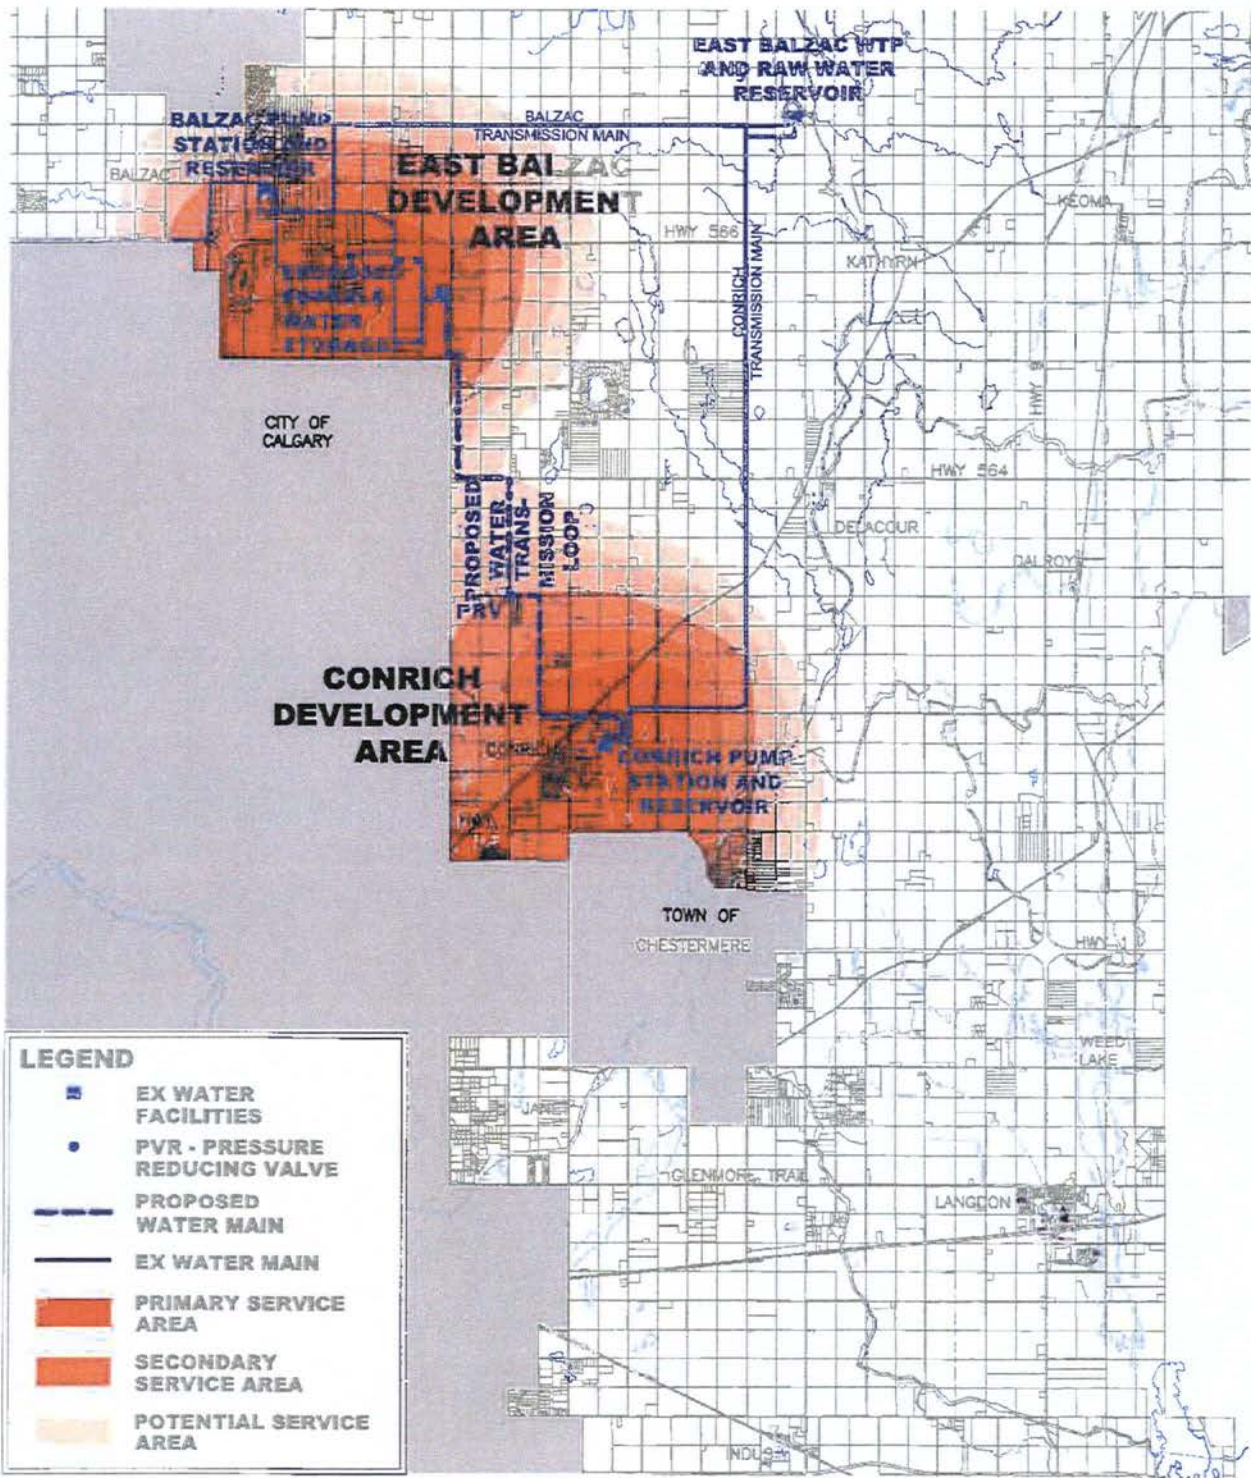 EAST BALZAC WTP
AND RAW WATER
RESERVOIR
BALZAC PUMP
STATION AND
RESERVOIR
BALZAC
TRANSMISSION MAIN
BALZAC
EAST BALZAC
DEVELOPMENT
AREA
HWY 566
KEOMA
KATHYRN
CONRICH
TRANSMISSION MAIN
WATER
STORAGE
HWY 9
CITY OF
CALGARY
HWY 564
PROPOSED
WATER
TRANS-
MISSION
LOOP
DELACOUR
DALROY
PRV
CONRICH
DEVELOPMENT
AREA
CONRICH
CONRICH PUMP
STATION AND
RESERVOIR
TOWN OF
CHESTERMERE
HWY 1
WEED
LAKE
JANET
GLENMORE TRAIL
LANGDON
INDUS
LEGEND
EX WATER
FACILITIES
PVR - PRESSURE
REDUCING VALVE
PROPOSED
WATER MAIN
EX WATER MAIN
PRIMARY SERVICE
AREA
SECONDARY
SERVICE AREA
POTENTIAL SERVICE
AREA